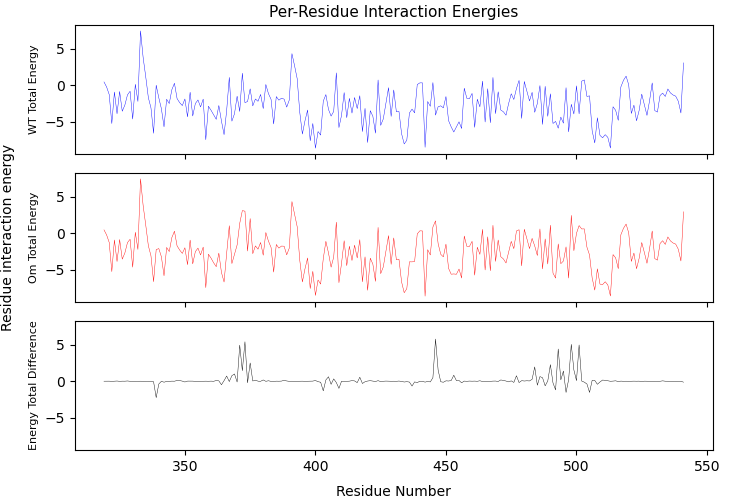 Per-Residue Interaction Energies
Residue interaction energy
WT Total Energy
5
0
−5
Om Total Energy
5
0
−5
Energy Total Difference
5
0
−5
350
400
450
500
550
Residue Number